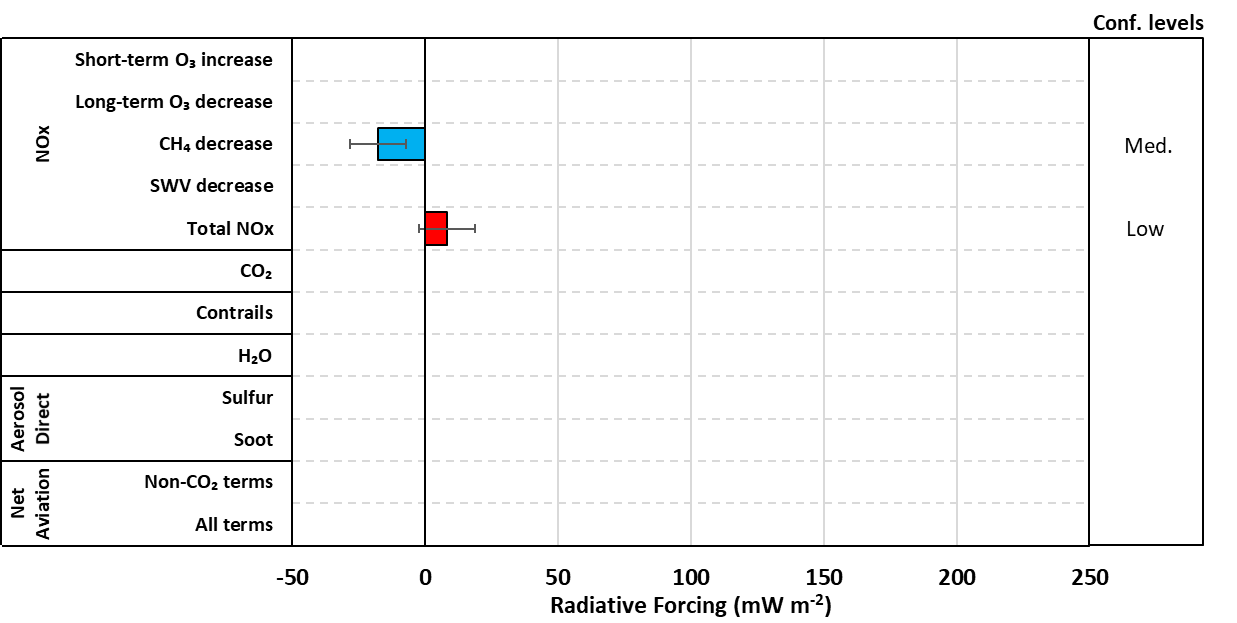 Conf. levels
NOx
Short-term O₃ increase
Long-term O₃ decrease
CH₄ decrease
Med.
SWV decrease
Total NOx
Low
CO₂
Contrails
H₂O
Aerosol
Direct
Sulfur
Soot
Net
Aviation
Non-CO₂ terms
All terms
-50 0 50 100 150 200 250
Radiative Forcing (mW m⁻²)